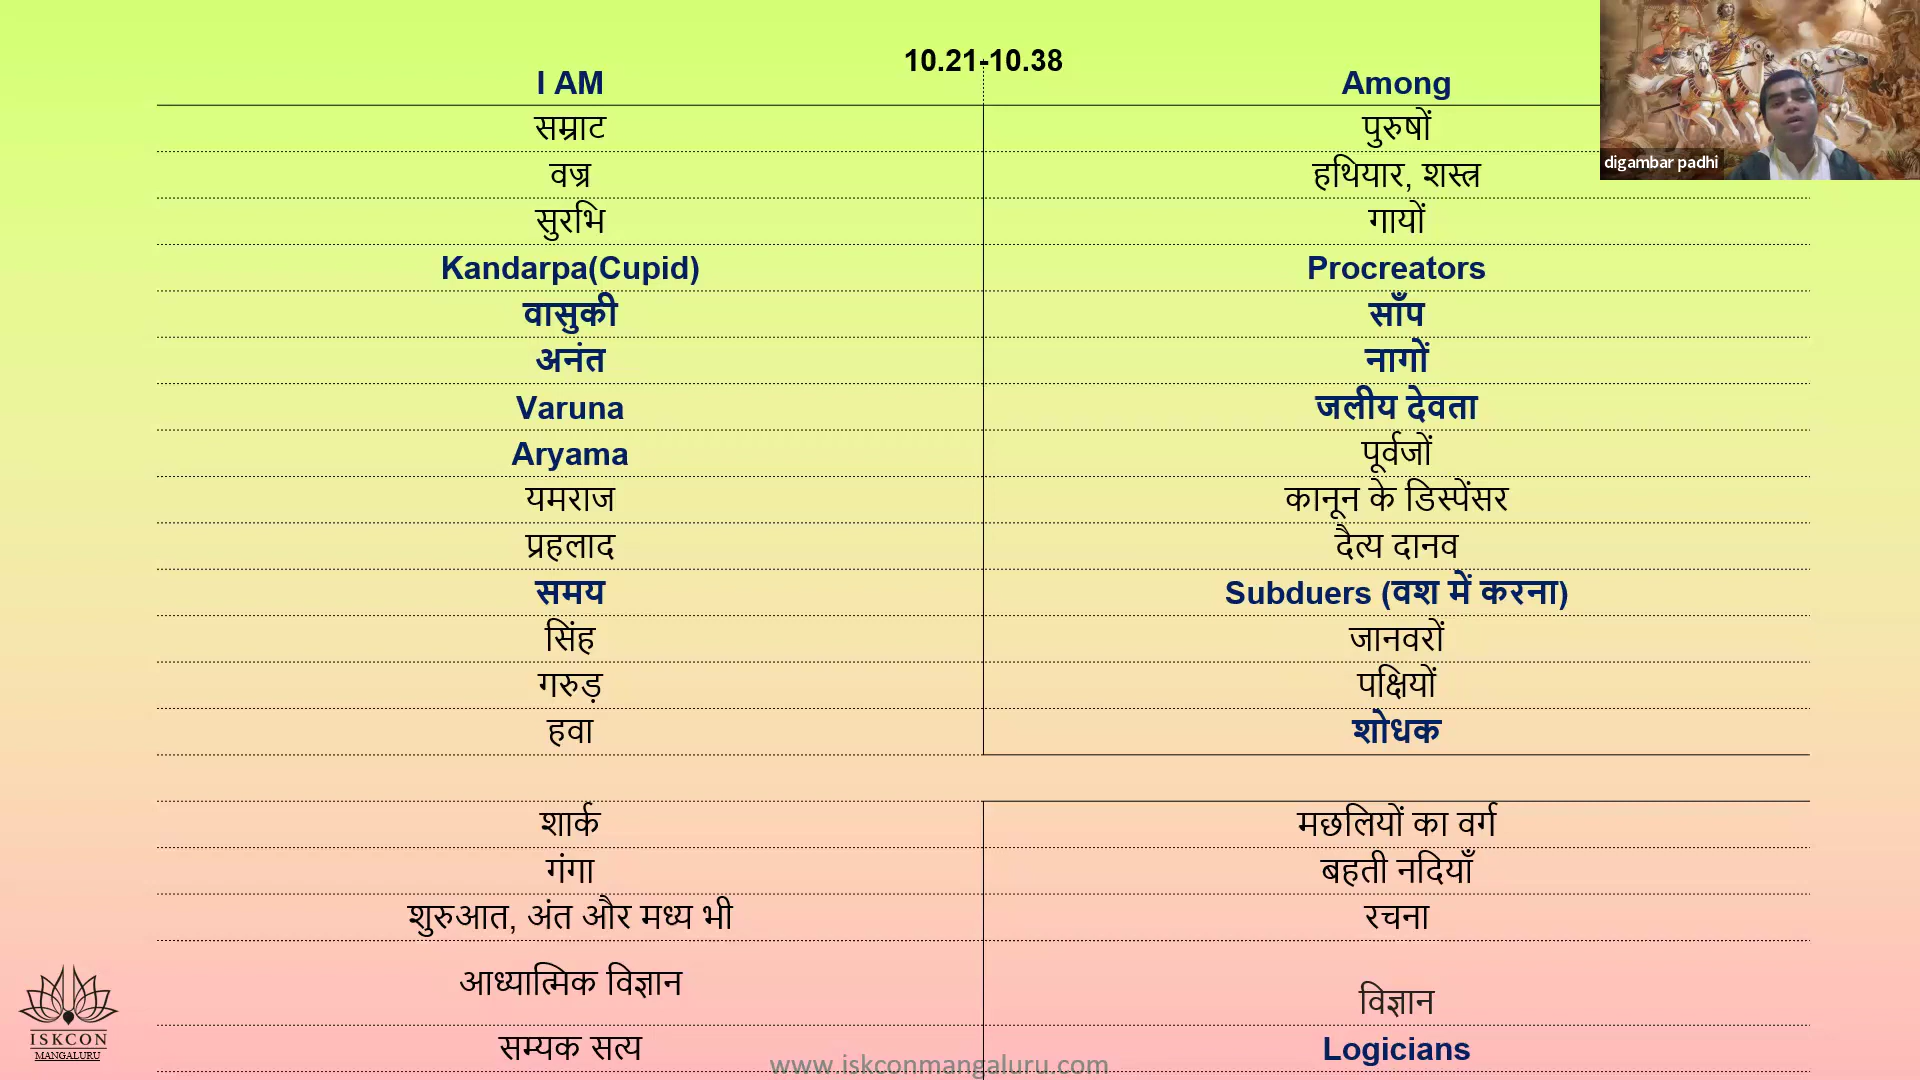 10.21-10.38
I AM Among
सम्राट पुरुषों
वज्र हथियार, शस्त्र
सुरभि गायों
Kandarpa(Cupid) Procreators
वासुकी साँप
अनंत नागों
Varuna जलीय देवता
Aryama पूर्वजों
यमराज कानून के डिस्पेंसर
प्रहलाद दैत्य दानव
समय Subduers (वश में करना)
सिंह जानवरों
गरुड़ पक्षियों
हवा शोधक
शार्क मछलियों का वर्ग
गंगा बहती नदियाँ
शुरुआत, अंत और मध्य भी रचना
आध्यात्मिक विज्ञान विज्ञान
सम्यक सत्य Logicians
www.iskconmangaluru.com
digambar padhi
ISKCON
MANGALURU